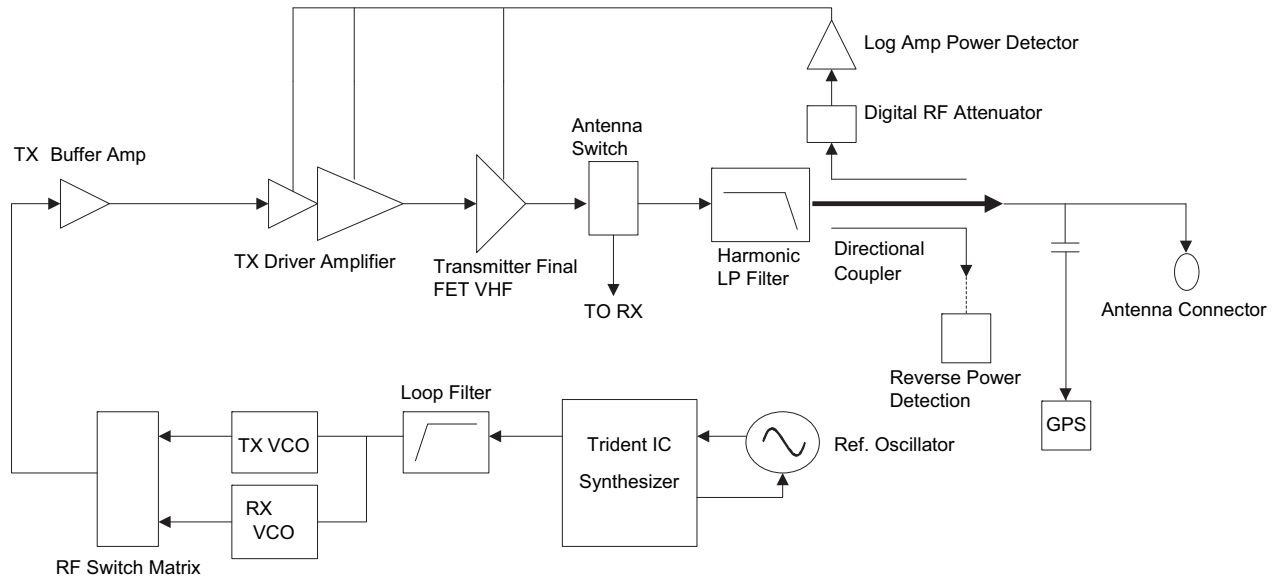 Log Amp Power Detector
Digital RF Attenuator
Antenna
Switch
TX  Buffer Amp
TX Driver Amplifier
Transmitter Final
FET VHF
TO RX
Harmonic
LP Filter
Directional
Coupler
Antenna Connector
Reverse Power
Detection
GPS
Loop Filter
TX VCO
RX
VCO
Trident IC
Synthesizer
Ref. Oscillator
RF Switch Matrix